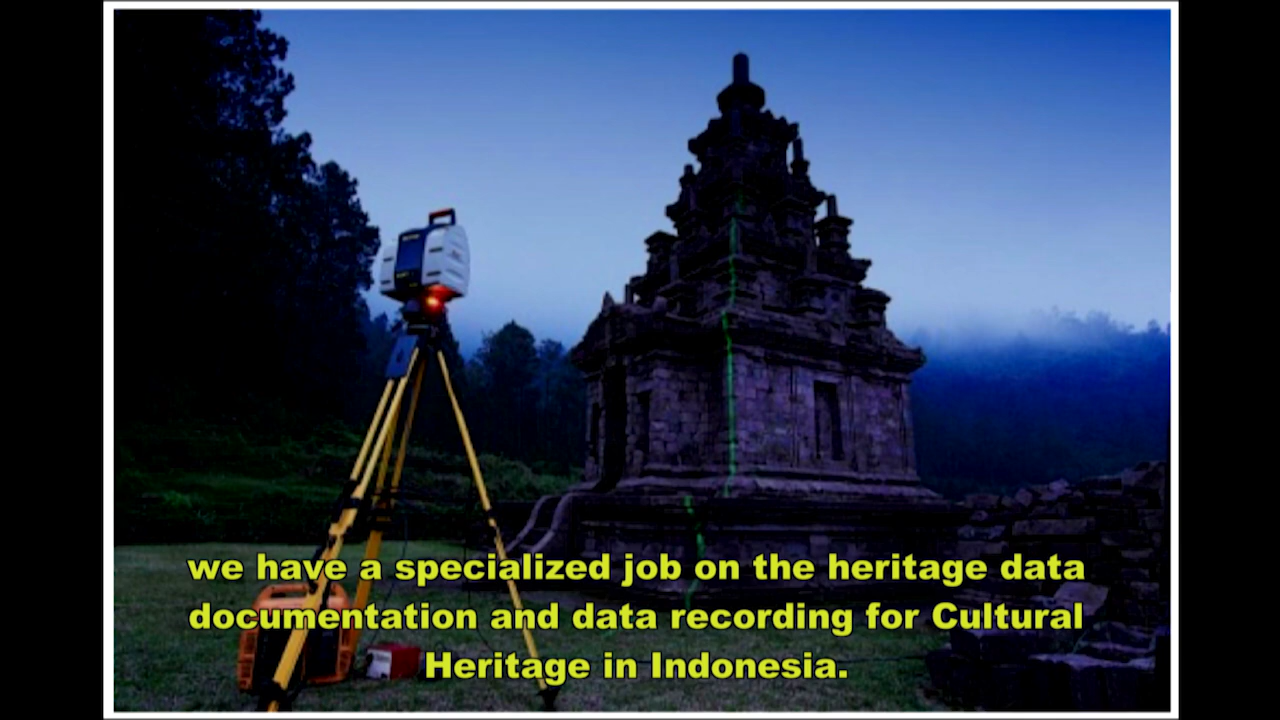 we have a specialized job on the heritage data
documentation and data recording for Cultural
Heritage in Indonesia.